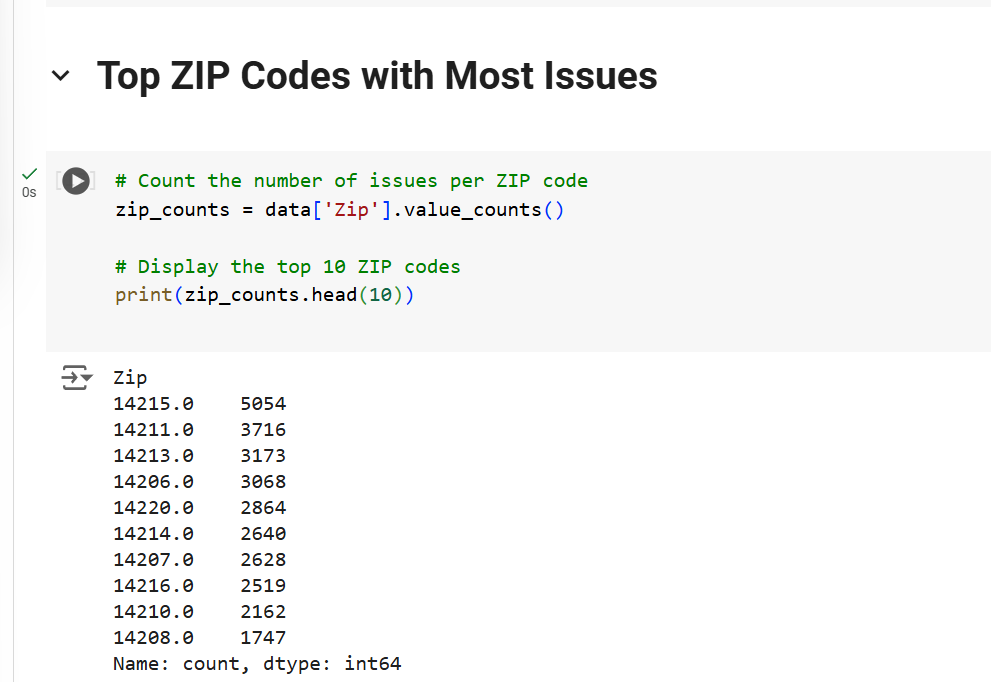 Top ZIP Codes with Most Issues
0s
# Count the number of issues per ZIP code
zip_counts = data['Zip'].value_counts()
# Display the top 10 ZIP codes
print(zip_counts.head(10))
Zip
14215.0    5054
14211.0    3716
14213.0    3173
14206.0    3068
14220.0    2864
14214.0    2640
14207.0    2628
14216.0    2519
14210.0    2162
14208.0    1747
Name: count, dtype: int64